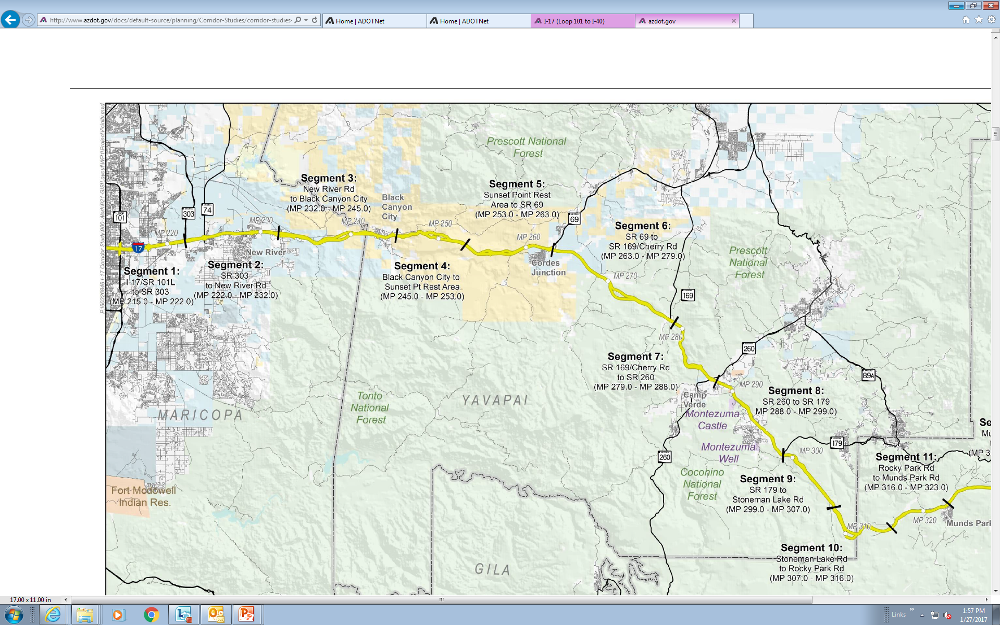 http://www.azdot.gov/docs/default-source/planning/Corridor-Studies/corridor-studies-
Home | ADOTNet
Home | ADOTNet
I-17 (Loop 101 to I-40)
azdot.gov
P:\60326846 I-17 Corridor Study\900-Work\921-GIS\Layout\WP1\ProjectVicinity.mxd
Prescott National
Forest
Segment 3:
New River Rd
to Black Canyon City
(MP 232.0 - MP 245.0)
Black
Canyon
City
Segment 5:
Sunset Point Rest
Area to SR 69
(MP 253.0 - MP 263.0)
LOOP
101
303
74
69
MP 220
MP 230
MP 240
MP 250
MP 260
17
New River
Segment 6:
SR 69 to
SR 169/Cherry Rd
(MP 263.0 - MP 279.0)
Prescott
National
Forest
Segment 1:
I-17/SR 101L
to SR 303
(MP 215.0 - MP 222.0)
Segment 2:
SR 303
to New River Rd
(MP 222.0 - MP 232.0)
Segment 4:
Black Canyon City to
Sunset Pt Rest Area
(MP 245.0 - MP 253.0)
Cordes
Junction
MP 270
169
MP 280
260
Segment 7:
SR 169/Cherry Rd
to SR 260
(MP 279.0 - MP 288.0)
89A
MP 290
Segment 8:
SR 260 to SR 179
MP 288.0 - MP 299.0)
Camp
Verde
Montezuma
Castle
Tonto
National
Forest
YAVAPAI
MARICOPA
Se
Mu
t
(MP 3
Montezuma
Well
179
MP 300
260
Segment 11:
Rocky Park Rd
to Munds Park Rd
(MP 316.0 - MP 323.0)
Coconino
National
Forest
Segment 9:
SR 179 to
Stoneman Lake Rd
(MP 299.0 - MP 307.0)
Fort Mcdowell
Indian Res.
MP 310
MP 320
Munds Park
Segment 10:
Stoneman Lake Rd
to Rocky Park Rd
(MP 307.0 - MP 316.0)
GILA
17.00 x 11.00 in
Links
1:57 PM
1/27/2017